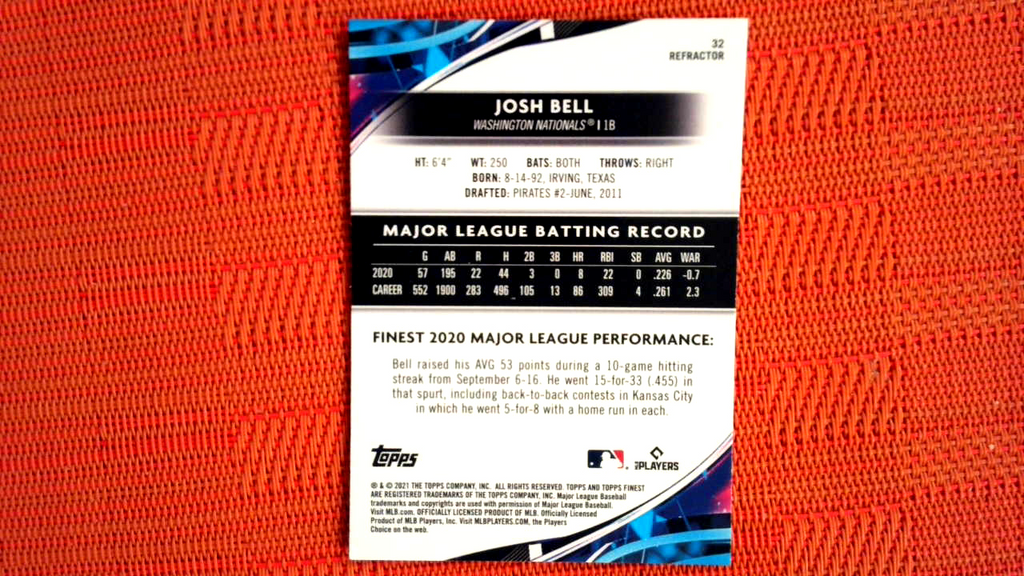 32
REFRACTOR
JOSH BELL
WASHINGTON NATIONALS® | 1B
HT: 6'4" WT: 250 BATS: BOTH THROWS: RIGHT
BORN: 8-14-92, IRVING, TEXAS
DRAFTED: PIRATES #2-JUNE, 2011
MAJOR LEAGUE BATTING RECORD
G AB R H 2B 3B HR RBI SB AVG WAR
2020 57 195 22 44 3 0 8 22 0 .226 -0.7
CAREER 552 1900 283 496 105 13 86 309 4 .261 2.3
FINEST 2020 MAJOR LEAGUE PERFORMANCE:
Bell raised his AVG 53 points during a 10-game hitting
streak from September 6-16. He went 15-for-33 (.455) in
that spurt, including back-to-back contests in Kansas City
in which he went 5-for-8 with a home run in each.
topps
MLB PLAYERS
® & © 2021 THE TOPPS COMPANY, INC. ALL RIGHTS RESERVED. TOPPS AND TOPPS FINEST
ARE REGISTERED TRADEMARKS OF THE TOPPS COMPANY, INC. Major League Baseball
trademarks and copyrights are used with permission of Major League Baseball.
Visit MLB.com. OFFICIALLY LICENSED PRODUCT OF MLB. Officially Licensed
Product of MLB Players, Inc. Visit MLBPLAYERS.COM, the Players
Choice on the web.